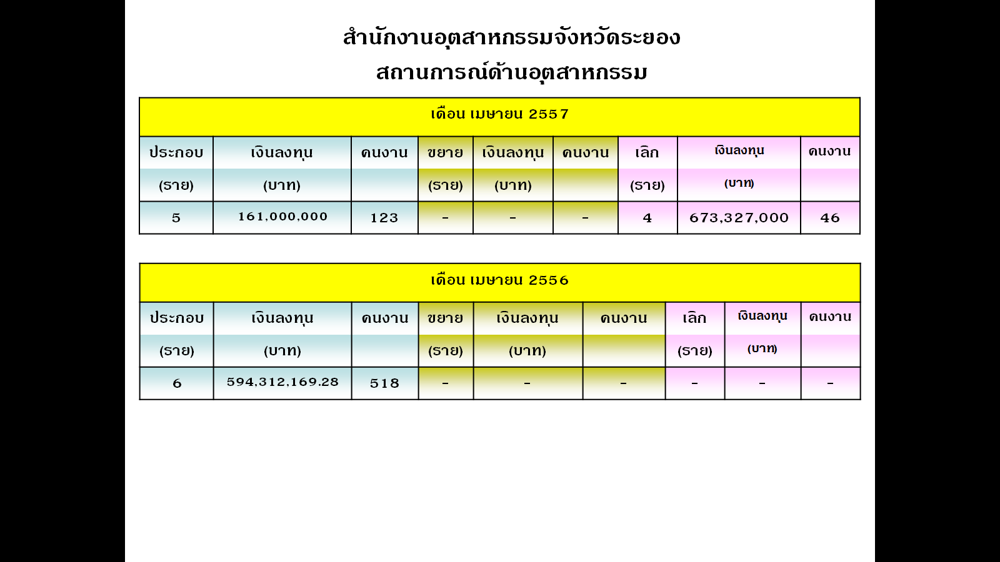 สำนักงานอุตสาหกรรมจังหวัดระยอง
สถานการณ์ด้านอุตสาหกรรม
เดือน เมษายน 2557
ประกอบ เงินลงทุน คนงาน ขยาย เงินลงทุน คนงาน เลิก เงินลงทุน คนงาน
(ราย) (บาท) (ราย) (บาท) (ราย) (บาท)
5 161,000,000 123 - - - 4 673,327,000 46
เดือน เมษายน 2556
ประกอบ เงินลงทุน คนงาน ขยาย เงินลงทุน คนงาน เลิก เงินลงทุน คนงาน
(ราย) (บาท) (ราย) (บาท) (ราย) (บาท)
6 594,312,169.28 518 - - - - - -